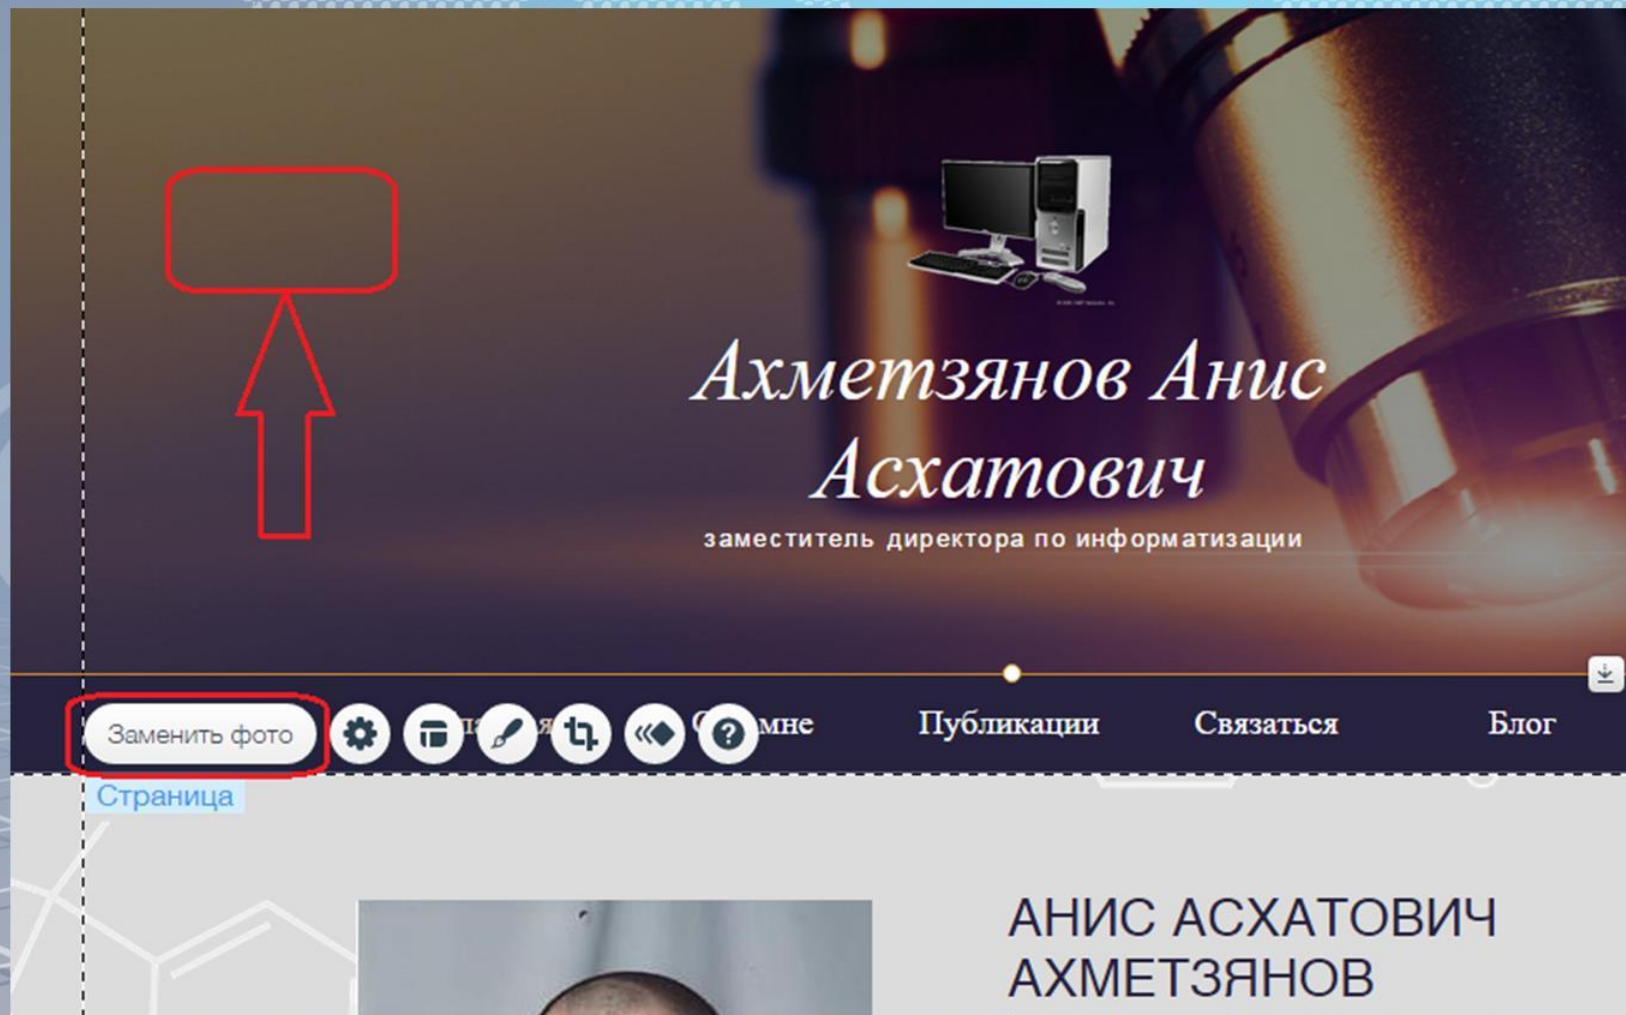 Ахметзянов Анис
Асхатович
заместитель директора по информатизации
Заменить фото
мне
Публикации
Связаться
Блог
Страница
АНИС АСХАТОВИЧ
АХМЕТЗЯНОВ